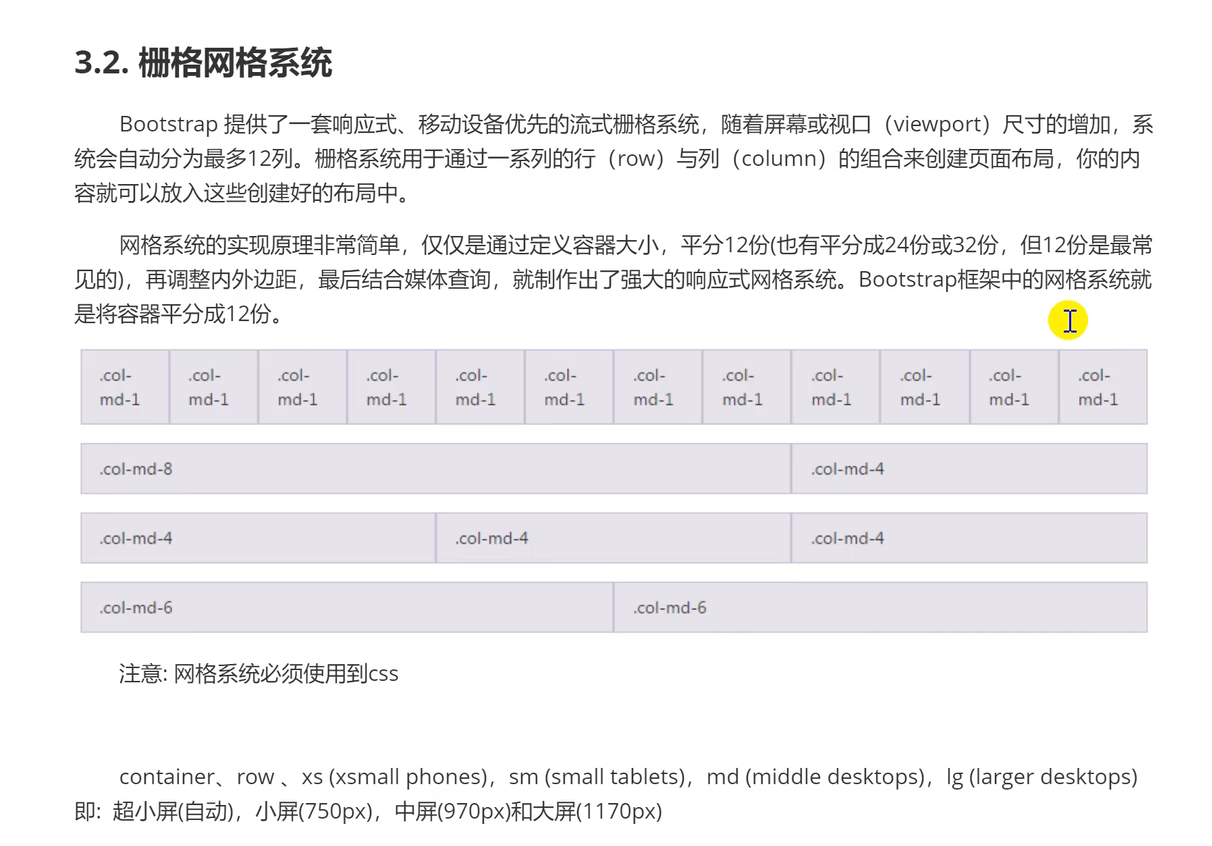 3.2. 栅格网格系统
Bootstrap 提供了一套响应式、移动设备优先的流式栅格系统，随着屏幕或视口（viewport）尺寸的增加，系
统会自动分为最多12列。栅格系统用于通过一系列的行（row）与列（column）的组合来创建页面布局，你的内
容就可以放入这些创建好的布局中。
网格系统的实现原理非常简单，仅仅是通过定义容器大小，平分12份(也有平分成24份或32份，但12份是最常
见的)，再调整内外边距，最后结合媒体查询，就制作出了强大的响应式网格系统。Bootstrap框架中的网格系统就
是将容器平分成12份。
.col- .col- .col- .col- .col- .col- .col- .col- .col- .col- .col- .col-
md-1 md-1 md-1 md-1 md-1 md-1 md-1 md-1 md-1 md-1 md-1 md-1
.col-md-8 .col-md-4
.col-md-4 .col-md-4 .col-md-4
.col-md-6 .col-md-6
注意: 网格系统必须使用到css
container、row 、xs (xsmall phones)，sm (small tablets)，md (middle desktops)，lg (larger desktops)
即: 超小屏(自动)，小屏(750px)，中屏(970px)和大屏(1170px)